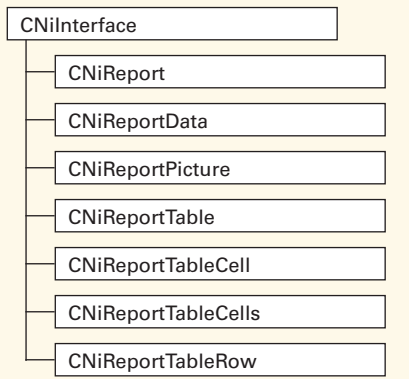 CNiInterface
CNiReport
CNiReportData
CNiReportPicture
CNiReportTable
CNiReportTableCell
CNiReportTableCells
CNiReportTableRow